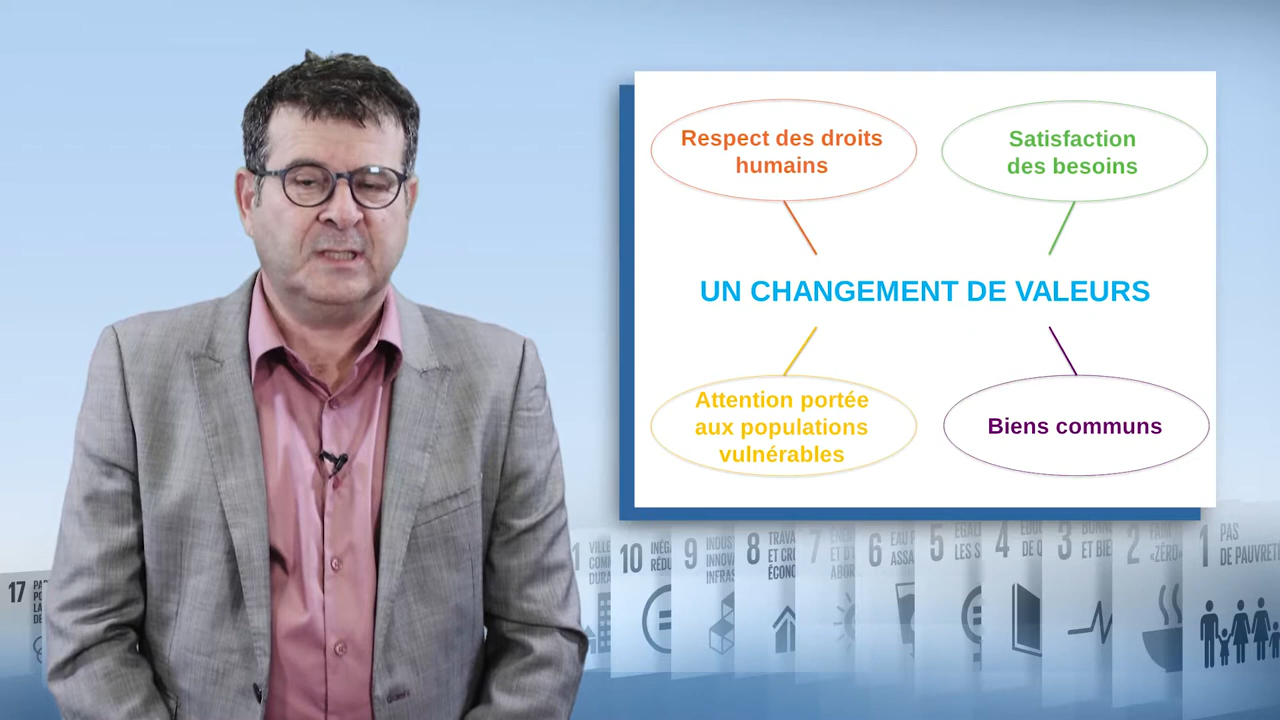 Respect des droits
humains
Satisfaction
des besoins
UN CHANGEMENT DE VALEURS
Attention portée
aux populations
vulnérables
Biens communs
17
10
9
8
7
6
5
4
3
2
1 PAS
DE PAUVRET